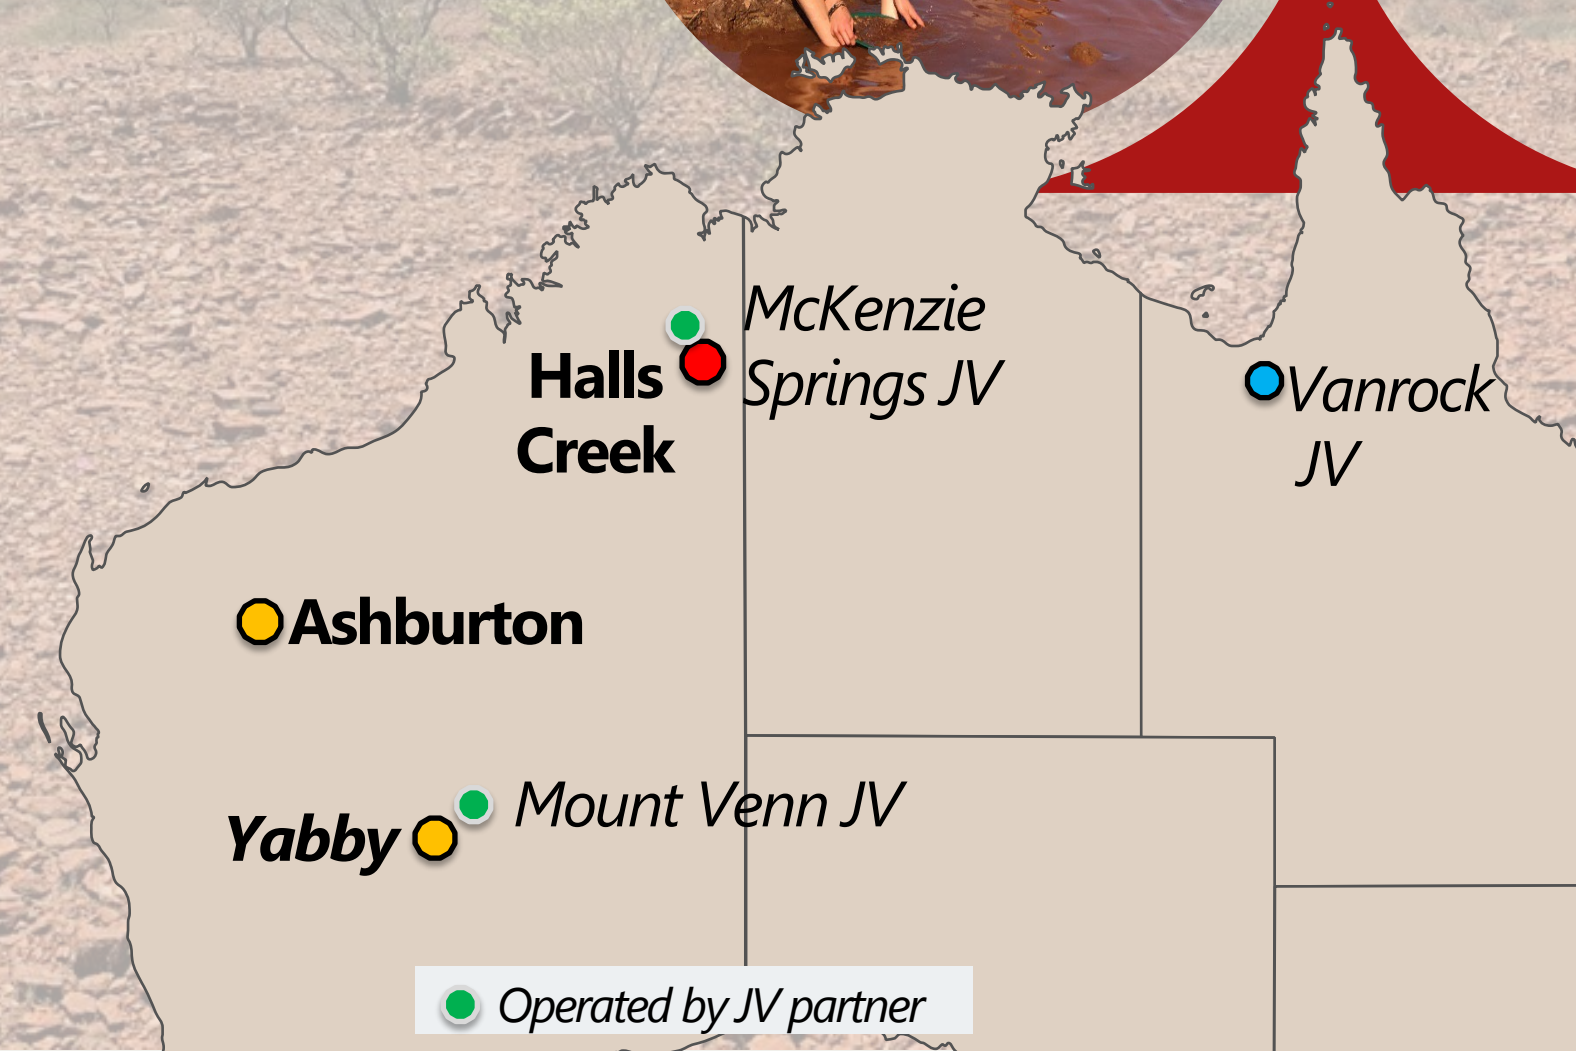 McKenzie
Springs JV
Halls
Creek
Vanrock
JV
Ashburton
Mount Venn JV
Yabby
Operated by JV partner